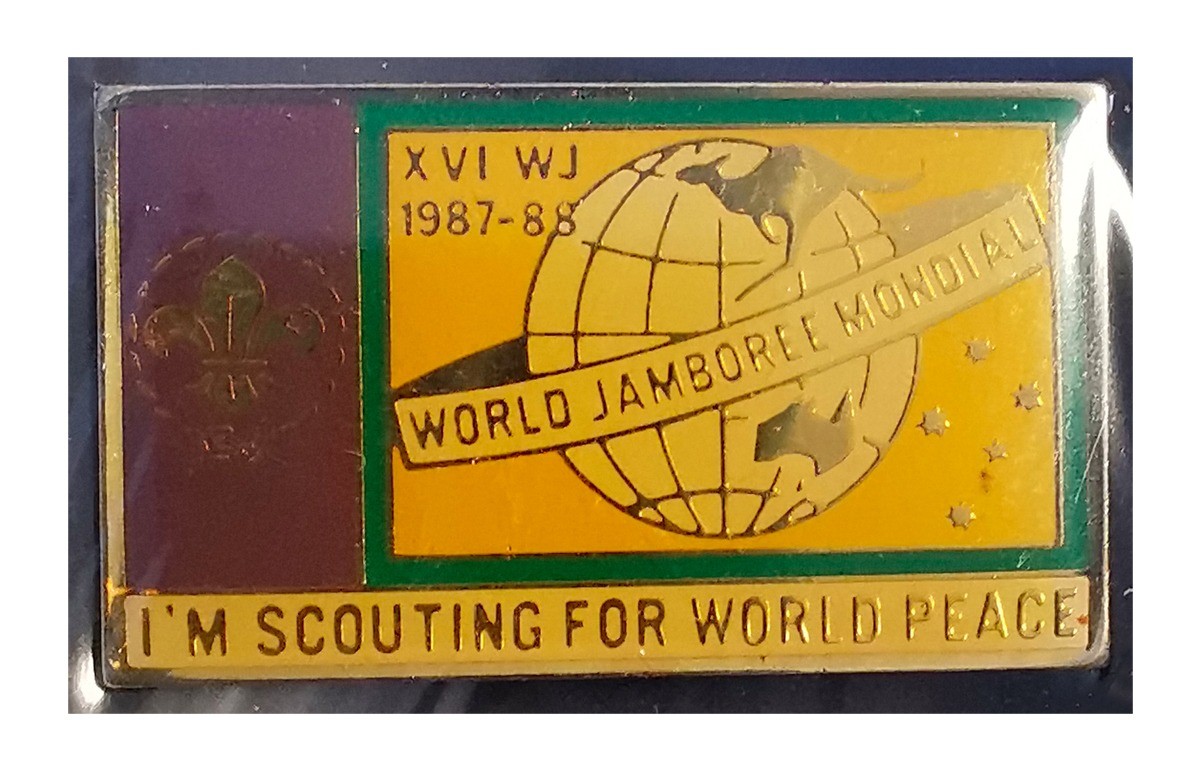 XVI WJ
1987-88
WORLD JAMBOREE MONDIAL
I'M SCOUTING FOR WORLD PEACE